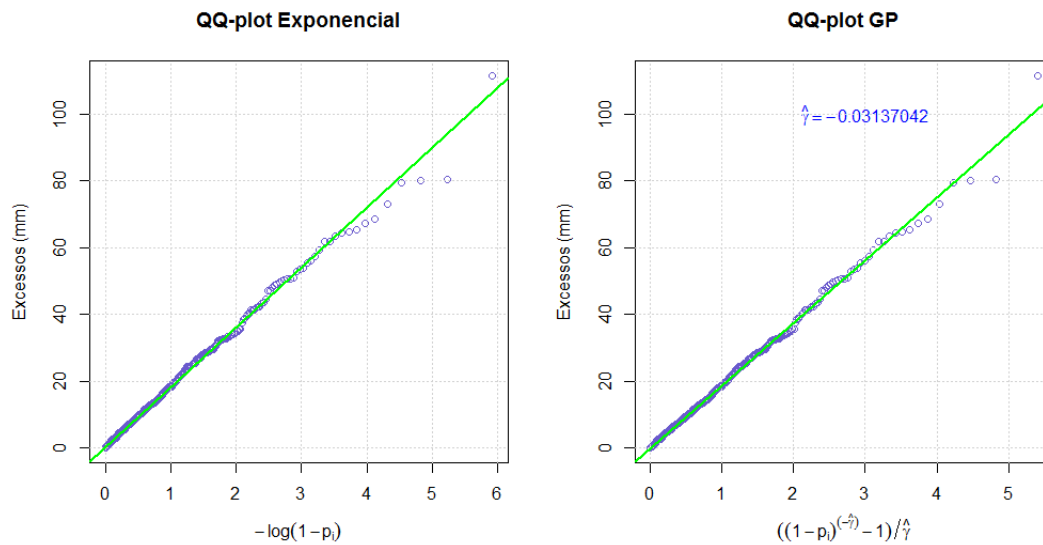 QQ-plot Exponencial
Excessos (mm)
100
80
60
40
20
0
0 1 2 3 4 5 6
−log(1−pᵢ)
QQ-plot GP
γ̂ = −0.03137042
Excessos (mm)
100
80
60
40
20
0
0 1 2 3 4 5
((1−pᵢ)^(−γ̂)−1)/γ̂